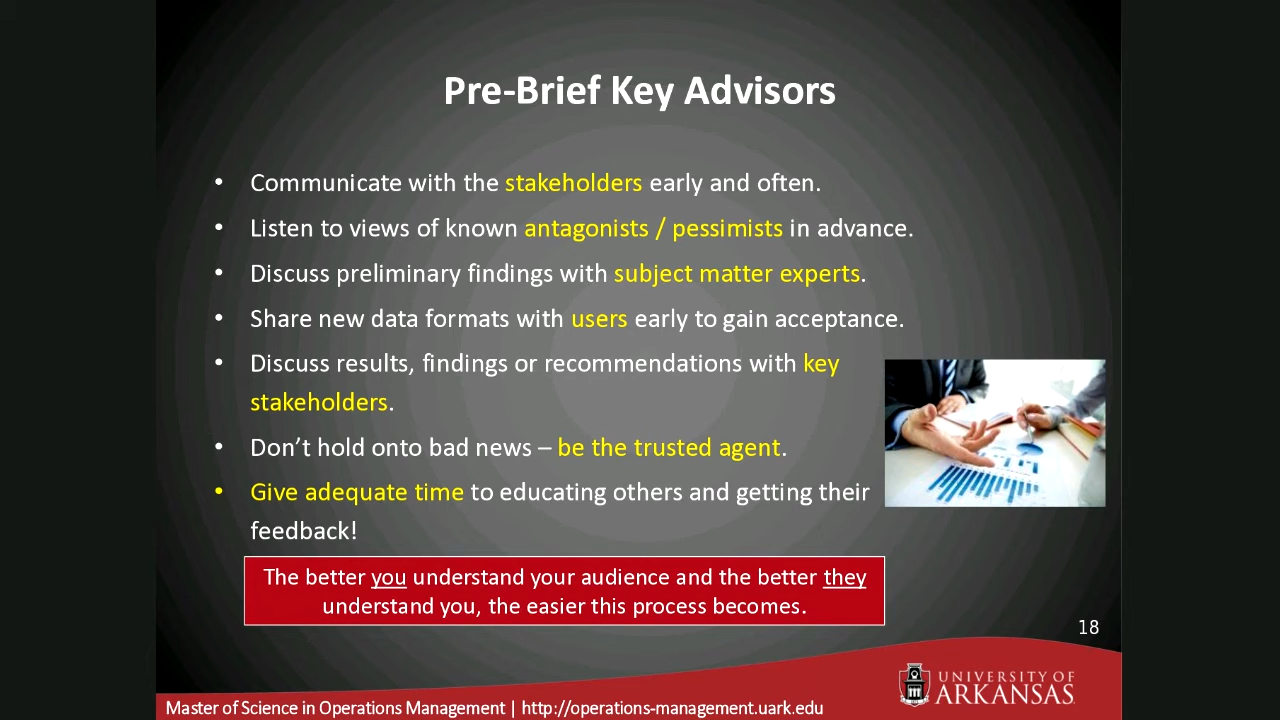 Pre-Brief Key Advisors
• Communicate with the stakeholders early and often.
• Listen to views of known antagonists / pessimists in advance.
• Discuss preliminary findings with subject matter experts.
• Share new data formats with users early to gain acceptance.
• Discuss results, findings or recommendations with key
stakeholders.
• Don’t hold onto bad news – be the trusted agent.
• Give adequate time to educating others and getting their
feedback!
The better you understand your audience and the better they
understand you, the easier this process becomes.
18
UNIVERSITY OF
ARKANSAS
Master of Science in Operations Management | http://operations-management.uark.edu